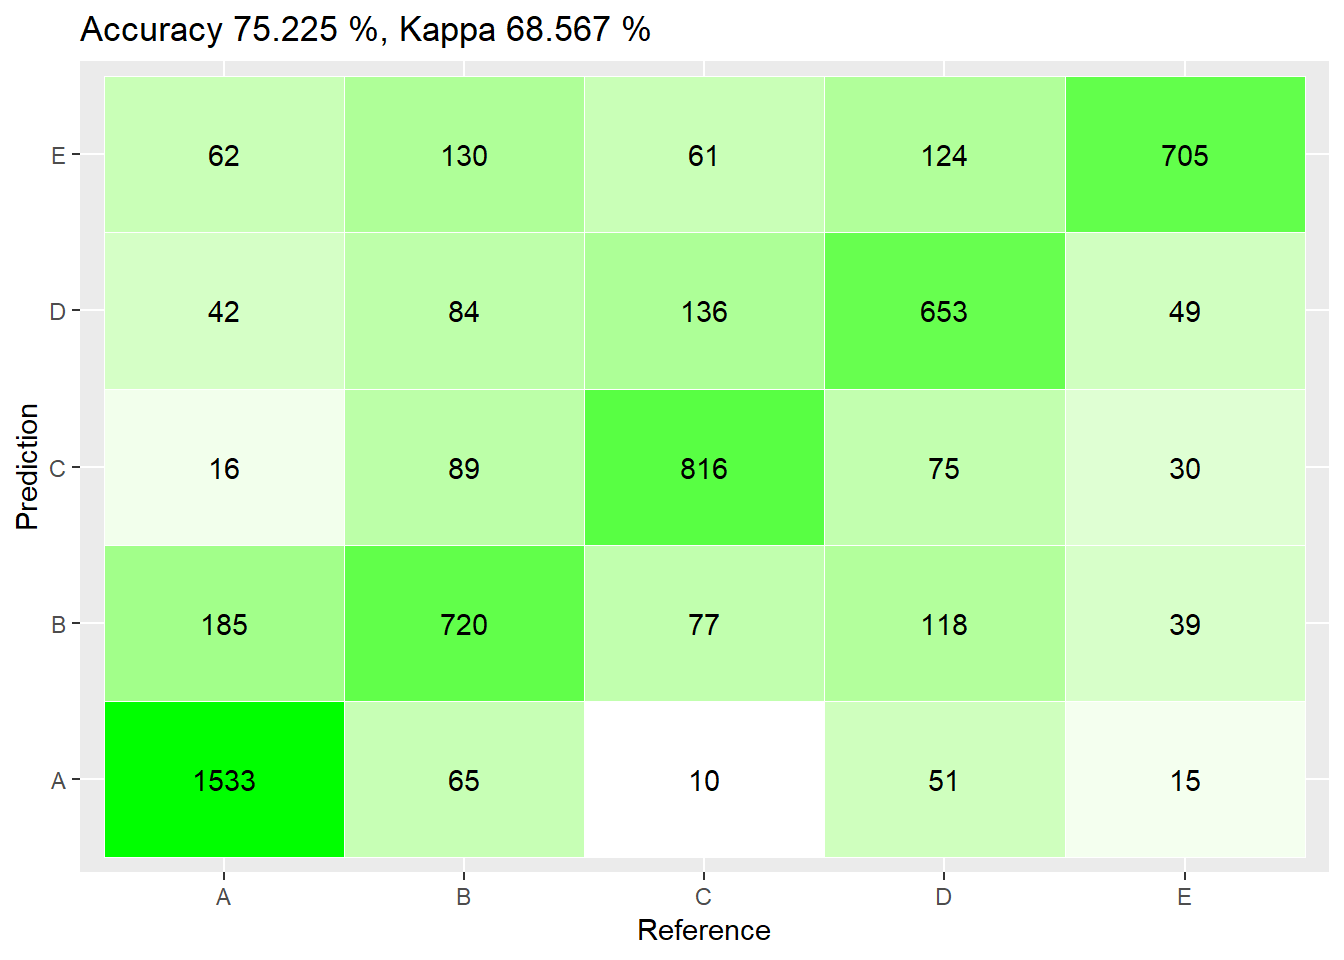 Accuracy 75.225 %, Kappa 68.567 %
E 62 130 61 124 705
D 42 84 136 653 49
C 16 89 816 75 30
B 185 720 77 118 39
A 1533 65 10 51 15
A B C D E
Reference
Prediction